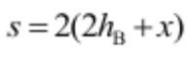 s = 2(2h_B + x)